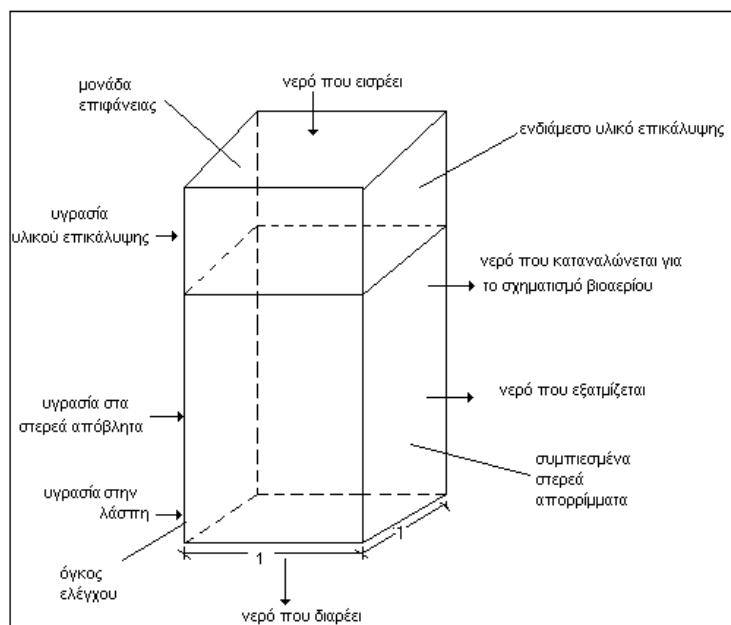 μονάδα
επιφάνειας
νερό που εισρέει
ενδιάμεσο υλικό επικάλυψης
υγρασία
υλικού επικάλυψης
νερό που καταναλώνεται για
το σχηματισμό βιοαερίου
υγρασία στα
στερεά απόβλητα
νερό που εξατμίζεται
συμπιεσμένα
στερεά
απορρίμματα
υγρασία στην
λάσπη
όγκος
ελέγχου
1
1
νερό που διαρέει